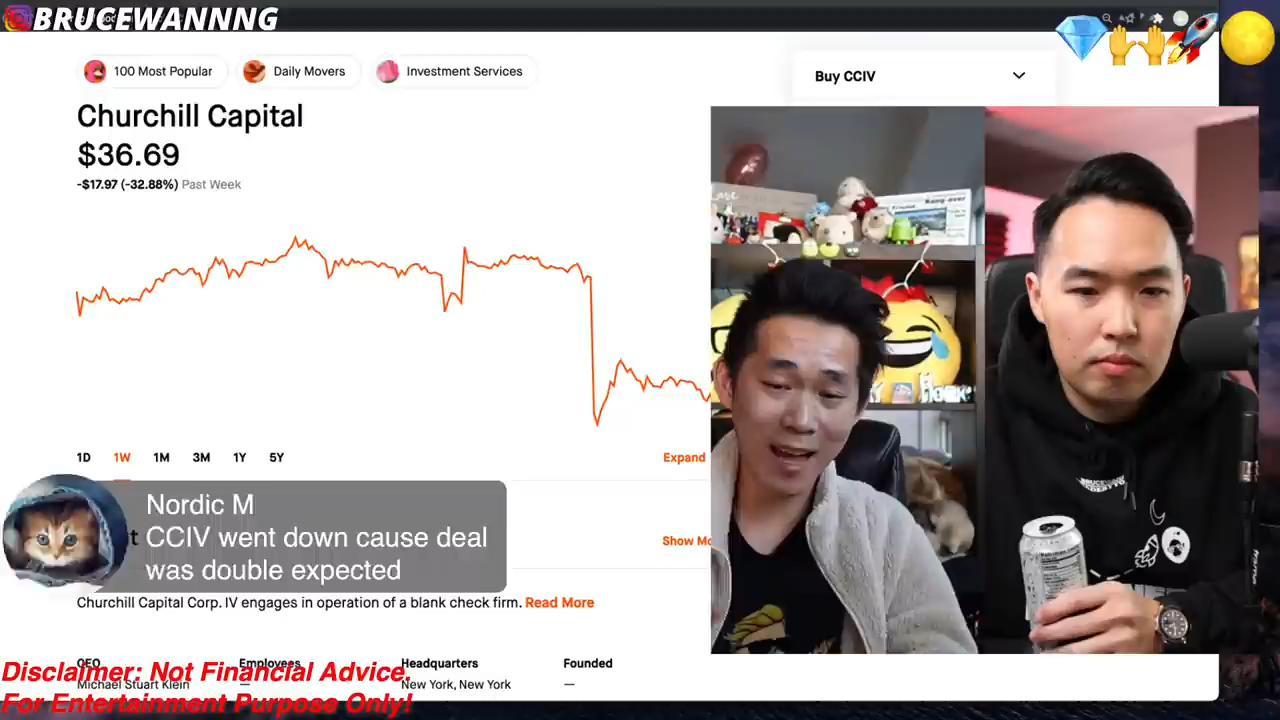 BRUCEWANNNG
100 Most Popular
Daily Movers
Investment Services
Buy CCIV
Churchill Capital
$36.69
-$17.97 (-32.88%) Past Week
1D 1W 1M 3M 1Y 5Y
Expand
Nordic M
CCIV went down cause deal
was double expected
Show Mo
Churchill Capital Corp. IV engages in operation of a blank check firm. Read More
CEO Employees Headquarters Founded
Michael Stuart Klein — New York, New York —
Disclaimer: Not Financial Advice.
For Entertainment Purpose Only!